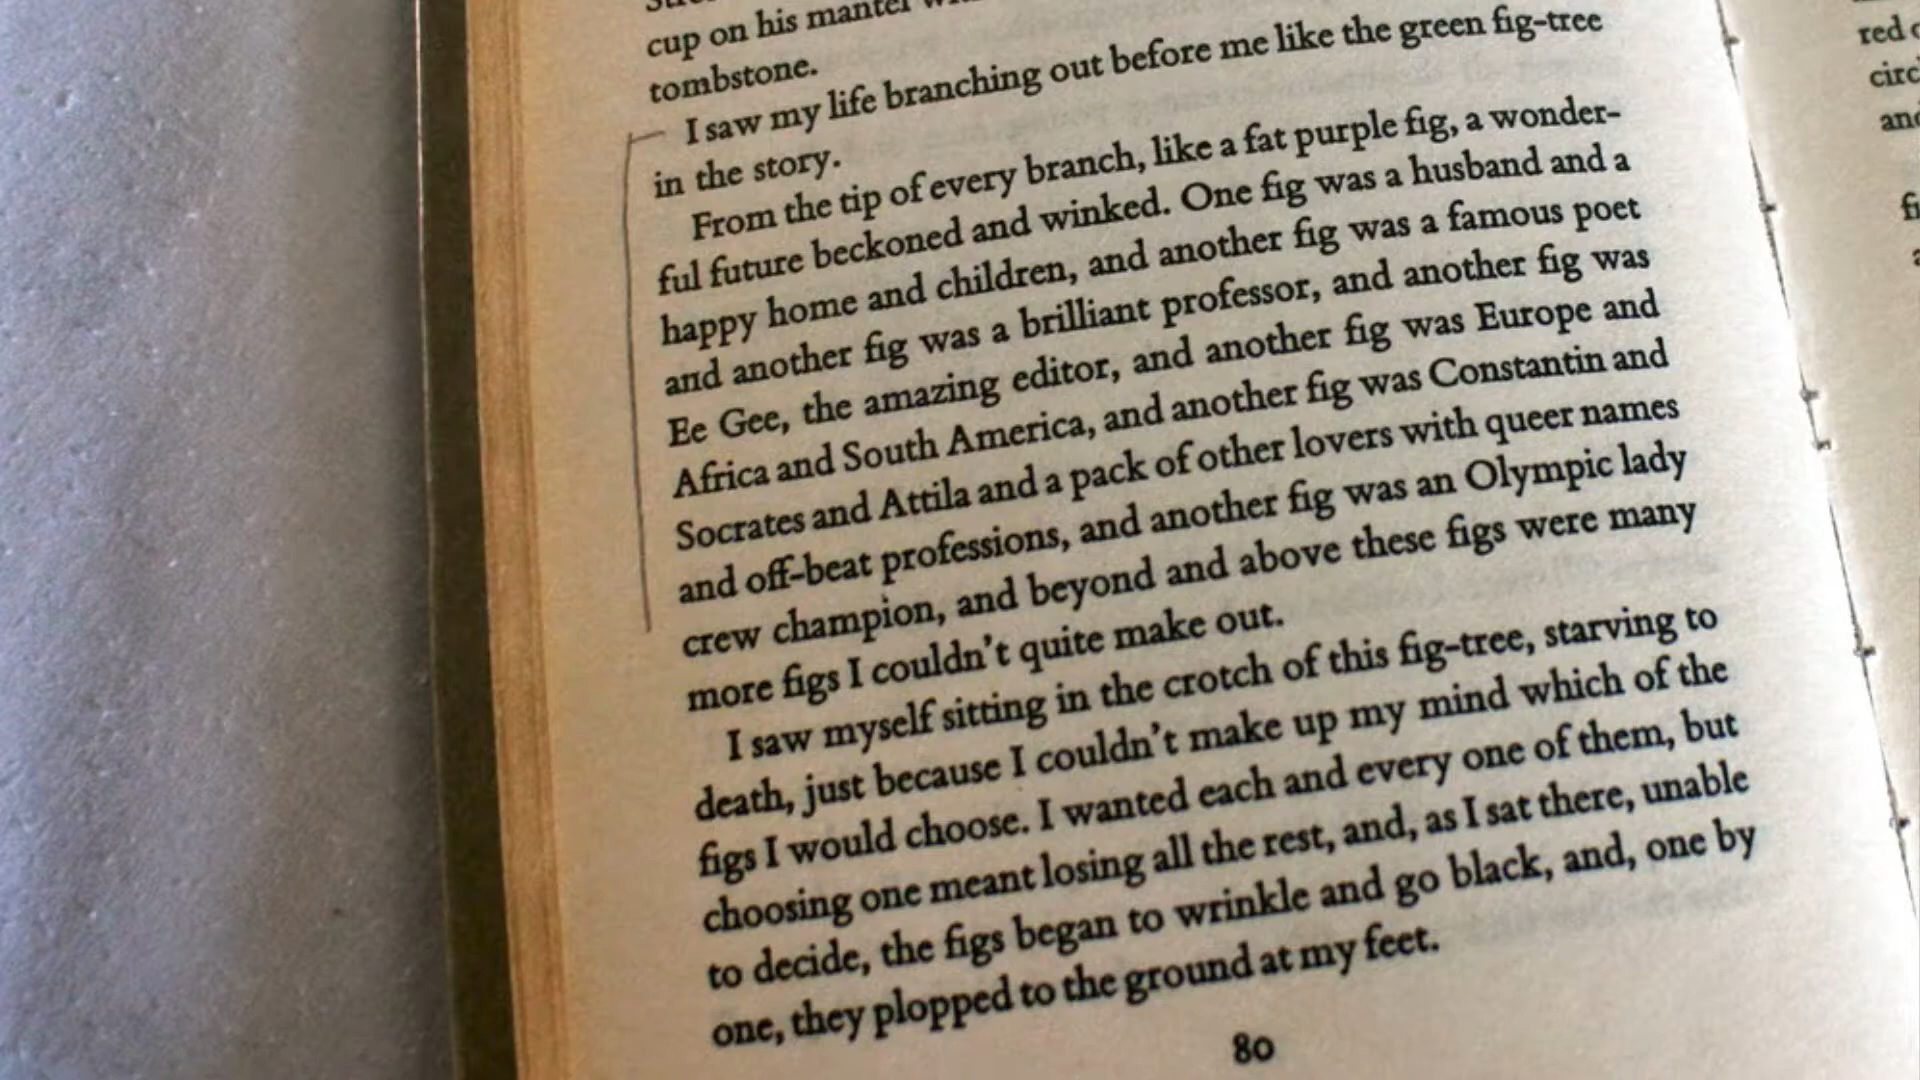 cup on his mantel
tombstone.
I saw my life branching out before me like the green fig-tree
in the story.
From the tip of every branch, like a fat purple fig, a wonder-
ful future beckoned and winked. One fig was a husband and a
happy home and children, and another fig was a famous poet
and another fig was a brilliant professor, and another fig was
Ee Gee, the amazing editor, and another fig was Europe and
Africa and South America, and another fig was Constantin and
Socrates and Attila and a pack of other lovers with queer names
and off-beat professions, and another fig was an Olympic lady
crew champion, and beyond and above these figs were many
more figs I couldn't quite make out.
I saw myself sitting in the crotch of this fig-tree, starving to
death, just because I couldn't make up my mind which of the
figs I would choose. I wanted each and every one of them, but
choosing one meant losing all the rest, and, as I sat there, unable
to decide, the figs began to wrinkle and go black, and, one by
one, they plopped to the ground at my feet.
80
red
circ
and